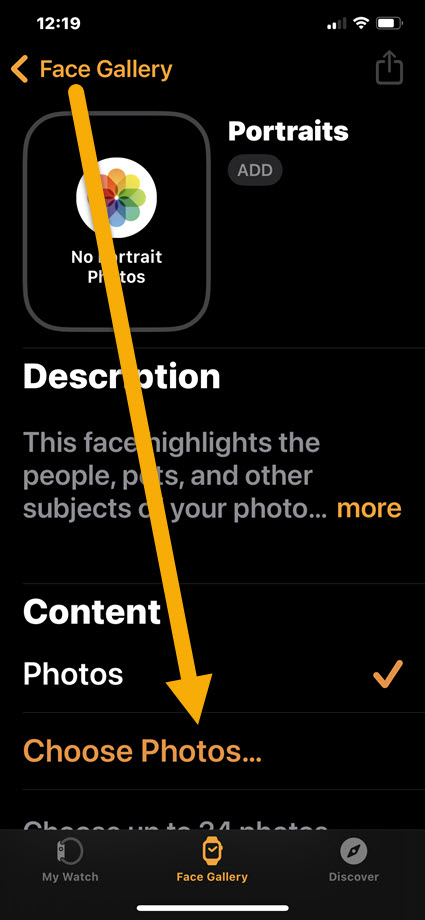 12:19
Face Gallery
Portraits
ADD
No Portrait
Photos
Description
This face highlights the
people, pets, and other
subjects of your photo... more
Content
Photos
Choose Photos...
Choose up to 24 photos
My Watch
Face Gallery
Discover